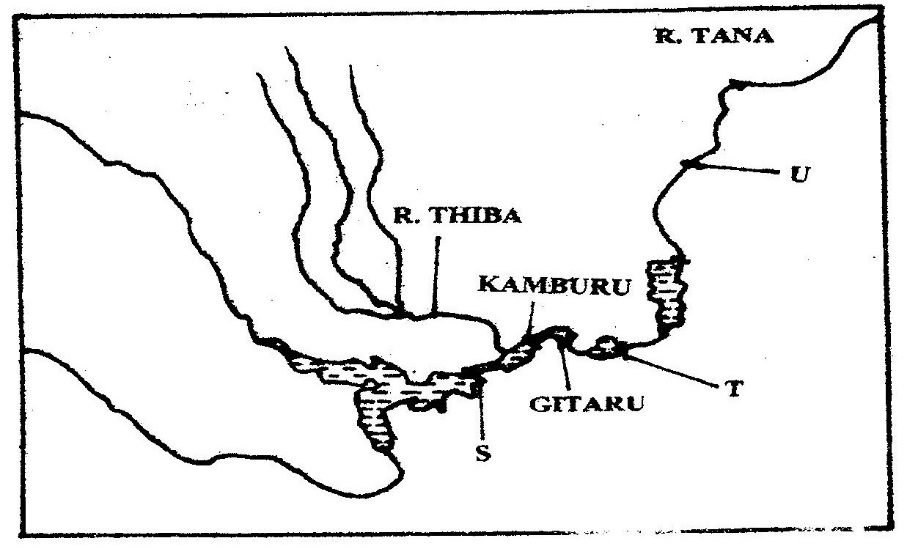 R. TANA
U
R. THIBA
KAMBURU
T
GITARU
S